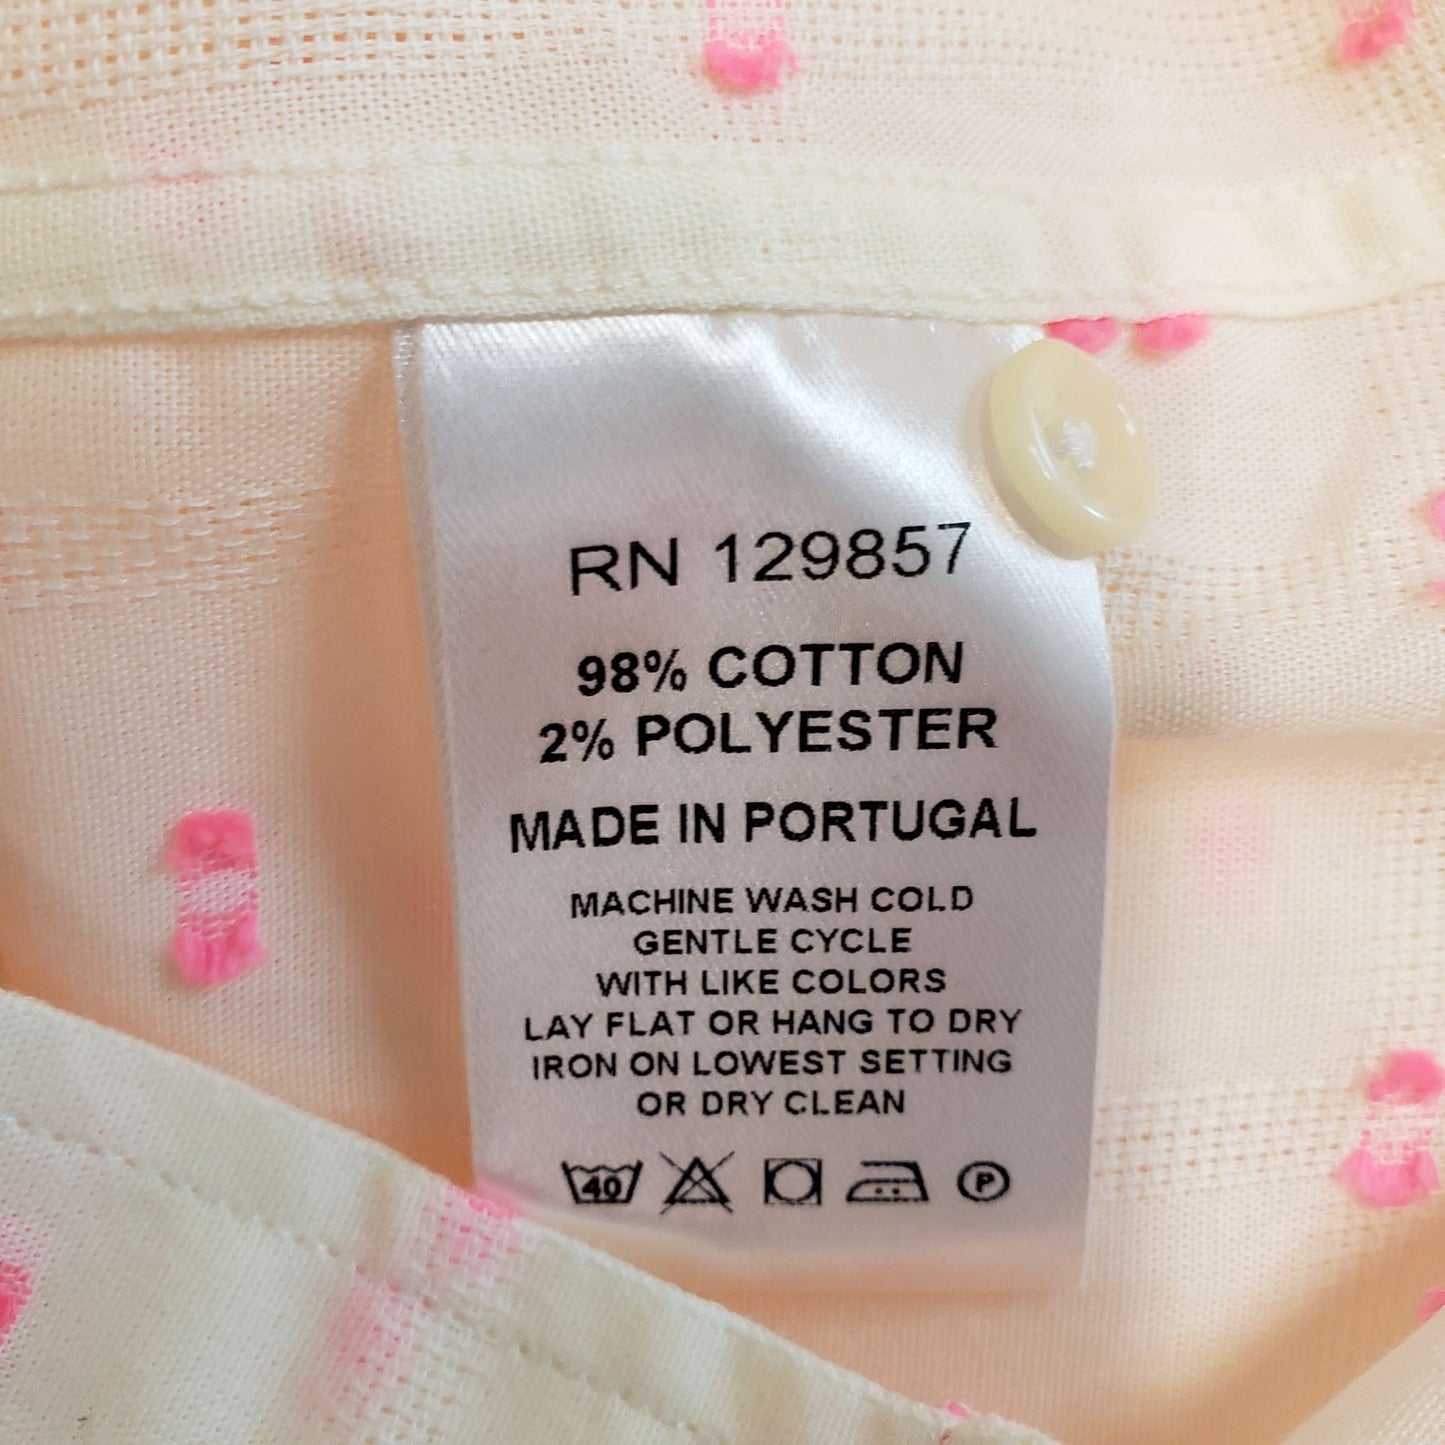 RN 129857
98% COTTON
2% POLYESTER
MADE IN PORTUGAL
MACHINE WASH COLD
GENTLE CYCLE
WITH LIKE COLORS
LAY FLAT OR HANG TO DRY
IRON ON LOWEST SETTING
OR DRY CLEAN
40 P